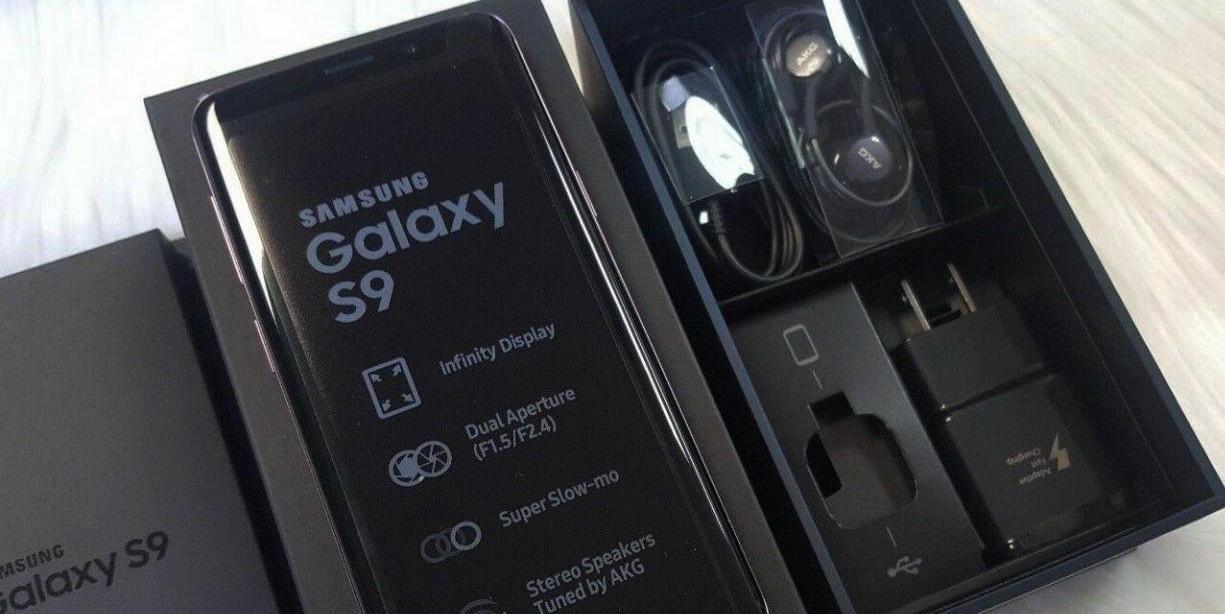 SAMSUNG
Galaxy
S9
Infinity Display
Dual Aperture
(F1.5/F2.4)
Super Slow-mo
Stereo Speakers
Tuned by AKG
AMSUNG
Galaxy S9
AKG
AKG
Adaptive
Fast
Charging